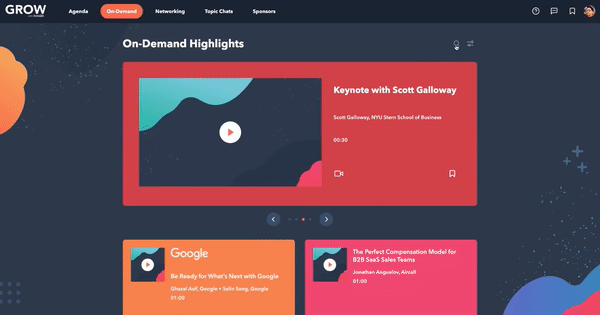 GROW
Agenda
On-Demand
Networking
Topic Chats
Sponsors
On-Demand Highlights
Keynote with Scott Galloway
Scott Galloway, NYU Stern School of Business
00:30
Google
Be Ready for What's Next with Google
Ghazal Asif, Google • Salin Song, Google
01:00
The Perfect Compensation Model for
B2B SaaS Sales Teams
Jonathan Anguelov, Aircall
01:00